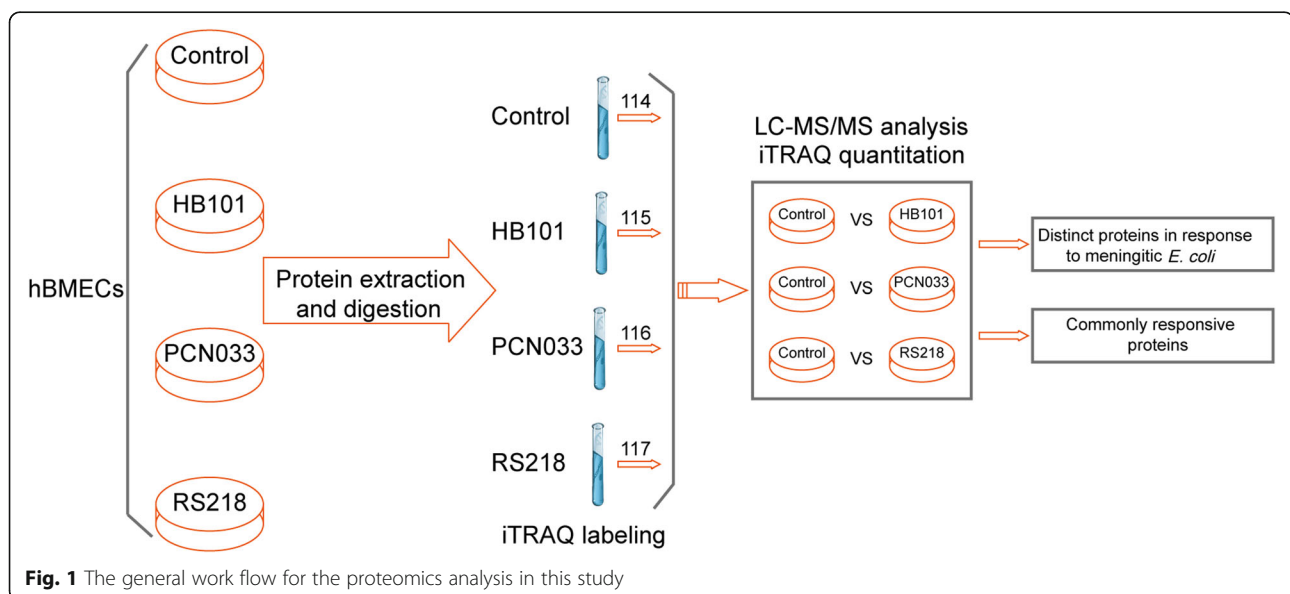 hBMECs
Control
HB101
PCN033
RS218
Protein extraction
and digestion
Control
114
HB101
115
PCN033
116
RS218
117
iTRAQ labeling
LC-MS/MS analysis
iTRAQ quantitation
Control VS HB101
Control VS PCN033
Control VS RS218
Distinct proteins in response
to meningitic E. coli
Commonly responsive
proteins
Fig. 1 The general work flow for the proteomics analysis in this study